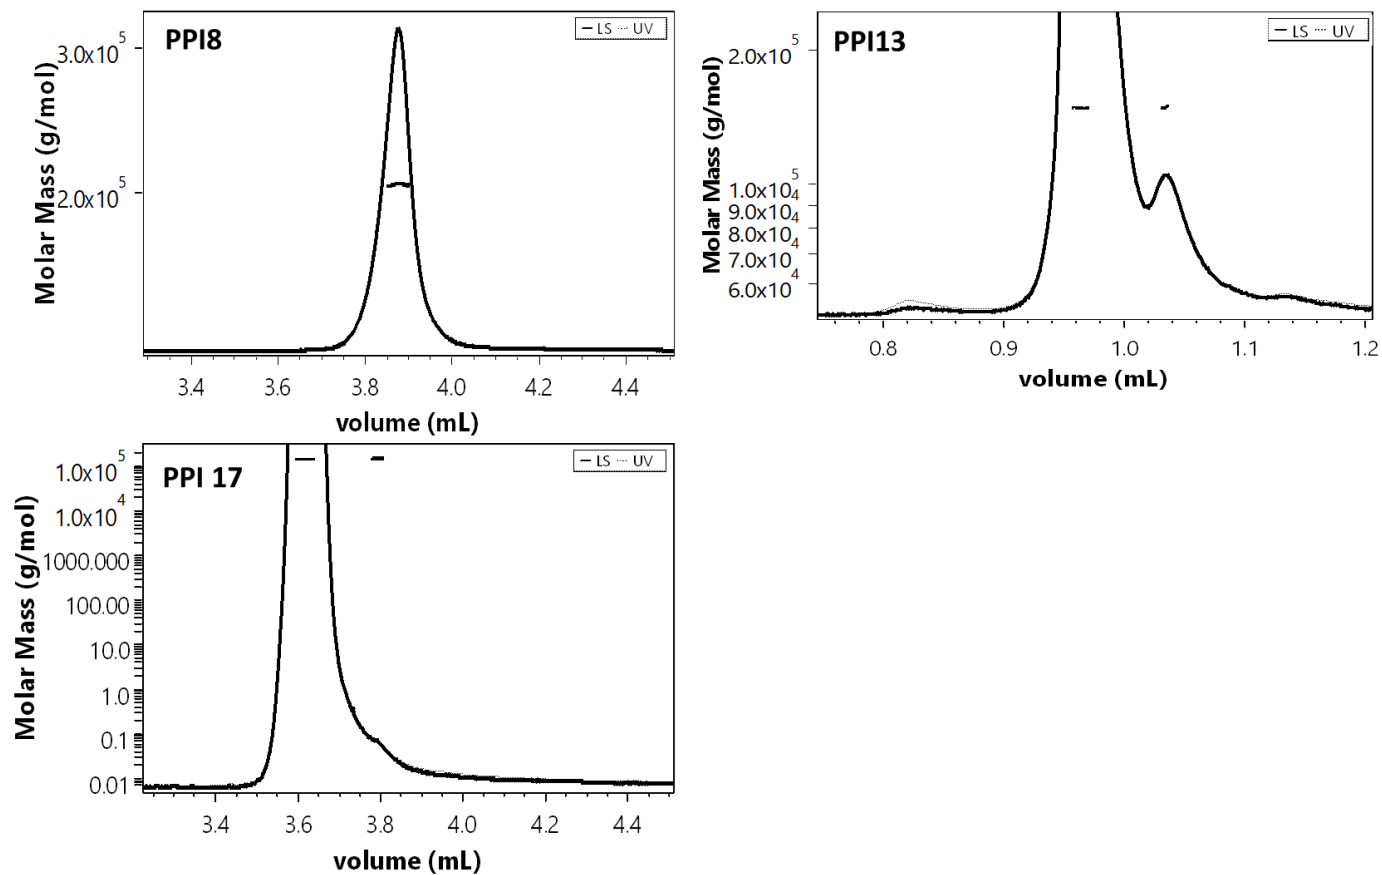 PPI8
LS UV
3.0x10^5
2.0x10^5
Molar Mass (g/mol)
3.4 3.6 3.8 4.0 4.2 4.4
volume (mL)
PPI13
LS UV
2.0x10^5
1.0x10^5
9.0x10^4
8.0x10^4
7.0x10^4
6.0x10^4
Molar Mass (g/mol)
0.8 0.9 1.0 1.1 1.2
volume (mL)
PPI 17
LS UV
1.0x10^5
1.0x10^4
1000.000
100.00
10.0
1.0
0.1
0.01
Molar Mass (g/mol)
3.4 3.6 3.8 4.0 4.2 4.4
volume (mL)